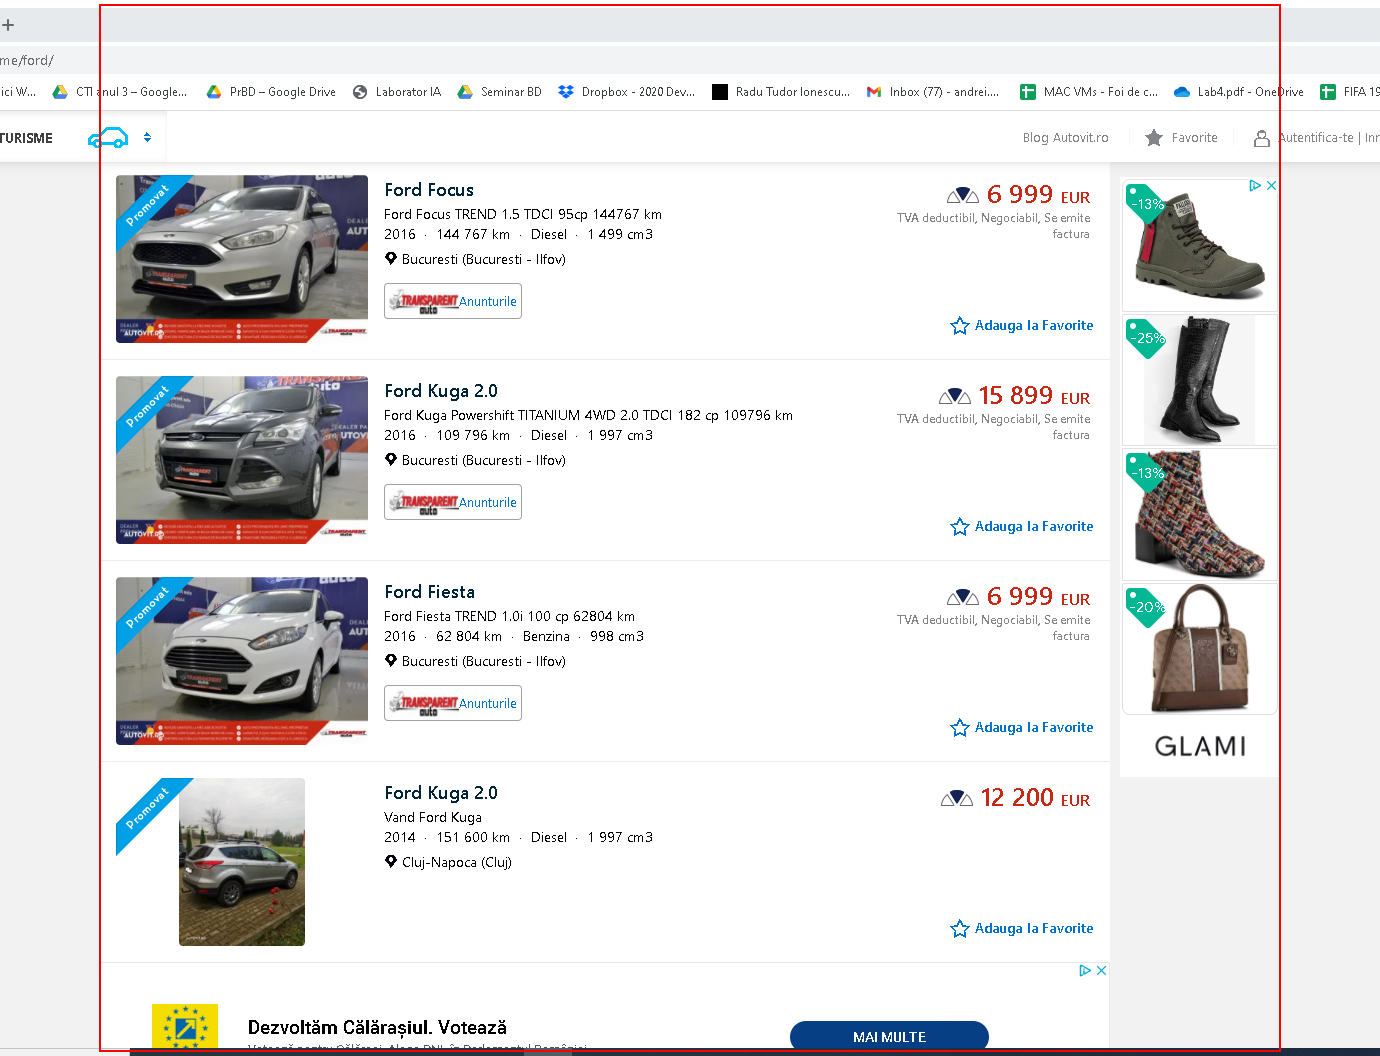 me/ford/
ici W... CTI anul 3 – Google... PrBD – Google Drive Laborator IA Seminar BD Dropbox - 2020 Dev... Radu Tudor Ionescu... Inbox (77) - andrei.... MAC VMs - Foi de c... Lab4.pdf - OneDrive FIFA 19
TURISME Blog Autovit.ro Favorite Autentifica-te | Inr
Promovat
Ford Focus
6 999 EUR
Ford Focus TREND 1.5 TDCI 95cp 144767 km
TVA deductibil, Negociabil, Se emite
factura
2016 · 144 767 km · Diesel · 1 499 cm3
Bucuresti (Bucuresti - Ilfov)
TRANSPARENT auto Anunturile
Adauga la Favorite
Promovat
Ford Kuga 2.0
15 899 EUR
Ford Kuga Powershift TITANIUM 4WD 2.0 TDCI 182 cp 109796 km
TVA deductibil, Negociabil, Se emite
factura
2016 · 109 796 km · Diesel · 1 997 cm3
Bucuresti (Bucuresti - Ilfov)
TRANSPARENT auto Anunturile
Adauga la Favorite
Promovat
Ford Fiesta
6 999 EUR
Ford Fiesta TREND 1.0i 100 cp 62804 km
TVA deductibil, Negociabil, Se emite
factura
2016 · 62 804 km · Benzina · 998 cm3
Bucuresti (Bucuresti - Ilfov)
TRANSPARENT auto Anunturile
Adauga la Favorite
Promovat
Ford Kuga 2.0
12 200 EUR
Vand Ford Kuga
2014 · 151 600 km · Diesel · 1 997 cm3
Cluj-Napoca (Cluj)
Adauga la Favorite
-13%
-25%
-13%
-20%
GLAMI
Dezvoltăm Călărașiul. Votează
MAI MULTE